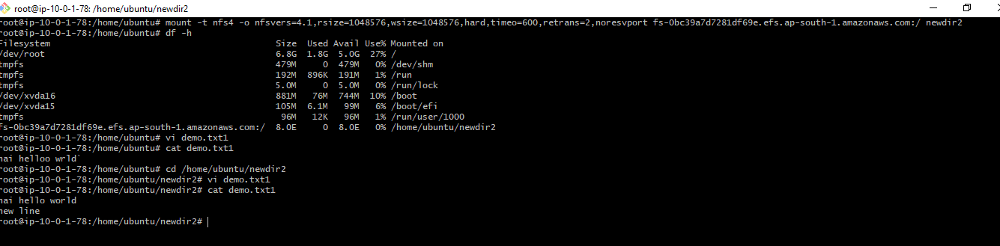 root@ip-10-0-1-78: /home/ubuntu/newdir2
root@ip-10-0-1-78:/home/ubuntu# mount -t nfs4 -o nfsvers=4.1,rsize=1048576,wsize=1048576,hard,timeo=600,retrans=2,noresvport fs-0bc39a7d7281df69e.efs.ap-south-1.amazonaws.com:/ newdir2
root@ip-10-0-1-78:/home/ubuntu# df -h
Filesystem Size Used Avail Use% Mounted on
/dev/root 6.8G 1.8G 5.0G 27% /
tmpfs 479M 0 479M 0% /dev/shm
tmpfs 192M 896K 191M 1% /run
tmpfs 5.0M 0 5.0M 0% /run/lock
/dev/xvda16 881M 76M 744M 10% /boot
/dev/xvda15 105M 6.1M 99M 6% /boot/efi
tmpfs 96M 12K 96M 1% /run/user/1000
fs-0bc39a7d7281df69e.efs.ap-south-1.amazonaws.com:/ 8.0E 0 8.0E 0% /home/ubuntu/newdir2
root@ip-10-0-1-78:/home/ubuntu# vi demo.txt1
root@ip-10-0-1-78:/home/ubuntu# cat demo.txt1
hai helloo wrld`
root@ip-10-0-1-78:/home/ubuntu# cd /home/ubuntu/newdir2
root@ip-10-0-1-78:/home/ubuntu/newdir2# vi demo.txt1
root@ip-10-0-1-78:/home/ubuntu/newdir2# cat demo.txt1
hai hello world
new line
root@ip-10-0-1-78:/home/ubuntu/newdir2#